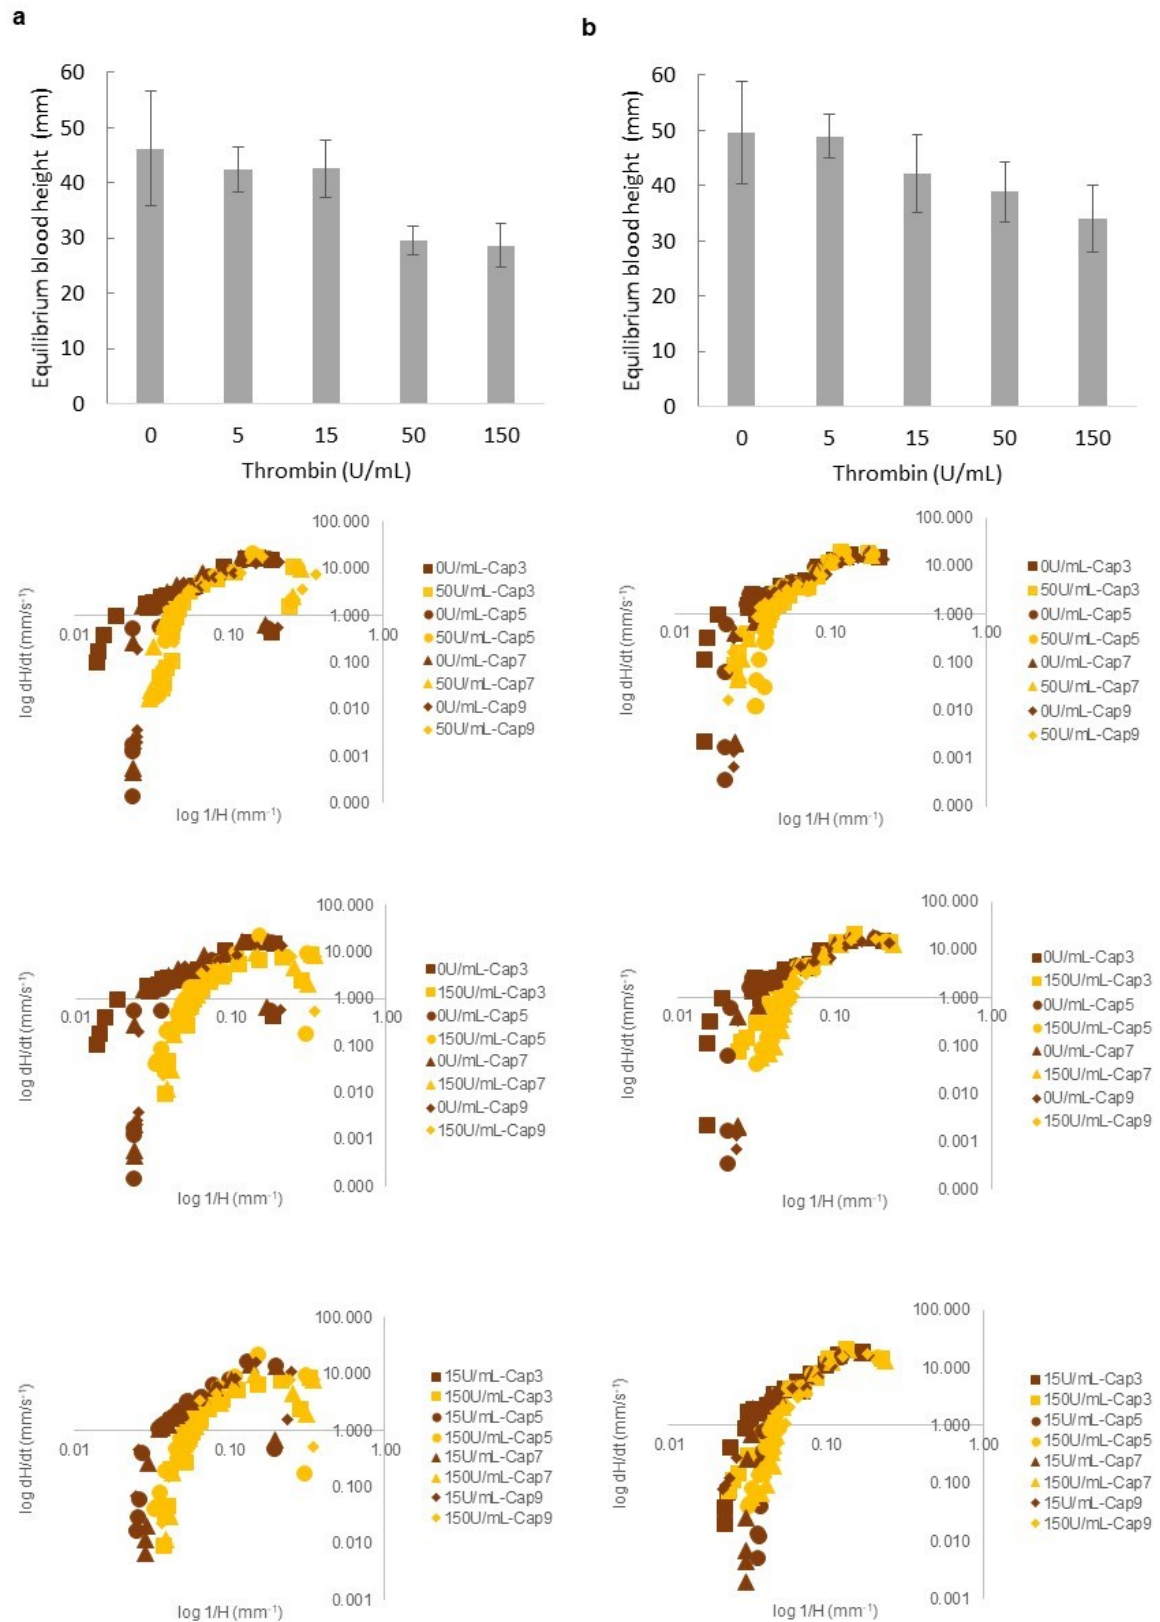 a
b
60
50
40
30
20
10
0
Equilibrium blood height (mm)
0 5 15 50 150
Thrombin (U/mL)
60
50
40
30
20
10
0
Equilibrium blood height (mm)
0 5 15 50 150
Thrombin (U/mL)
100.000
10.000
1.000
0.100
0.010
0.001
0.000
0.01 0.10 1.00
log dH/dt (mm/s⁻¹)
log 1/H (mm⁻¹)
0U/mL-Cap3
50U/mL-Cap3
0U/mL-Cap5
50U/mL-Cap5
0U/mL-Cap7
50U/mL-Cap7
0U/mL-Cap9
50U/mL-Cap9
100.000
10.000
1.000
0.100
0.010
0.001
0.000
0.01 0.10 1.00
log dH/dt (mm/s⁻¹)
log 1/H (mm⁻¹)
0U/mL-Cap3
50U/mL-Cap3
0U/mL-Cap5
50U/mL-Cap5
0U/mL-Cap7
50U/mL-Cap7
0U/mL-Cap9
50U/mL-Cap9
100.000
10.000
1.000
0.100
0.010
0.001
0.000
0.01 0.10 1.00
log dH/dt (mm/s⁻¹)
log 1/H (mm⁻¹)
0U/mL-Cap3
150U/mL-Cap3
0U/mL-Cap5
150U/mL-Cap5
0U/mL-Cap7
150U/mL-Cap7
0U/mL-Cap9
150U/mL-Cap9
100.000
10.000
1.000
0.100
0.010
0.001
0.000
0.01 0.10 1.00
log dH/dt (mm/s⁻¹)
log 1/H (mm⁻¹)
0U/mL-Cap3
150U/mL-Cap3
0U/mL-Cap5
150U/mL-Cap5
0U/mL-Cap7
150U/mL-Cap7
0U/mL-Cap9
150U/mL-Cap9
100.000
10.000
1.000
0.100
0.010
0.001
0.01 0.10 1.00
log dH/dt (mm/s⁻¹)
log 1/H (mm⁻¹)
15U/mL-Cap3
150U/mL-Cap3
15U/mL-Cap5
150U/mL-Cap5
15U/mL-Cap7
150U/mL-Cap7
15U/mL-Cap9
150U/mL-Cap9
100.000
10.000
1.000
0.100
0.010
0.001
0.01 0.10 1.00
log dH/dt (mm/s⁻¹)
log 1/H (mm⁻¹)
15U/mL-Cap3
150U/mL-Cap3
15U/mL-Cap5
150U/mL-Cap5
15U/mL-Cap7
150U/mL-Cap7
15U/mL-Cap9
150U/mL-Cap9